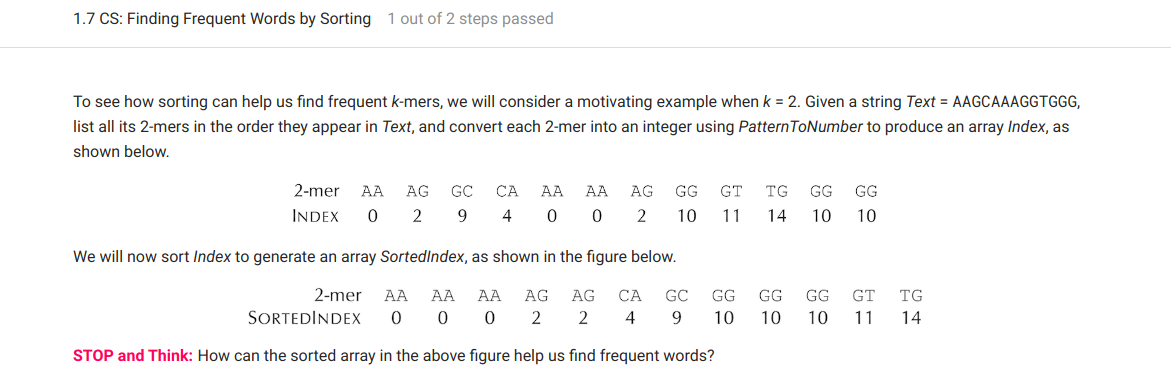 1.7 CS: Finding Frequent Words by Sorting 1 out of 2 steps passed
To see how sorting can help us find frequent k-mers, we will consider a motivating example when k = 2. Given a string Text = AAGCAAAGGTGGG,
list all its 2-mers in the order they appear in Text, and convert each 2-mer into an integer using PatternToNumber to produce an array Index, as
shown below.
2-mer AA AG GC CA AA AA AG GG GT TG GG GG
INDEX 0 2 9 4 0 0 2 10 11 14 10 10
We will now sort Index to generate an array SortedIndex, as shown in the figure below.
2-mer AA AA AA AG AG CA GC GG GG GG GT TG
SORTEDINDEX 0 0 0 2 2 4 9 10 10 10 11 14
STOP and Think: How can the sorted array in the above figure help us find frequent words?